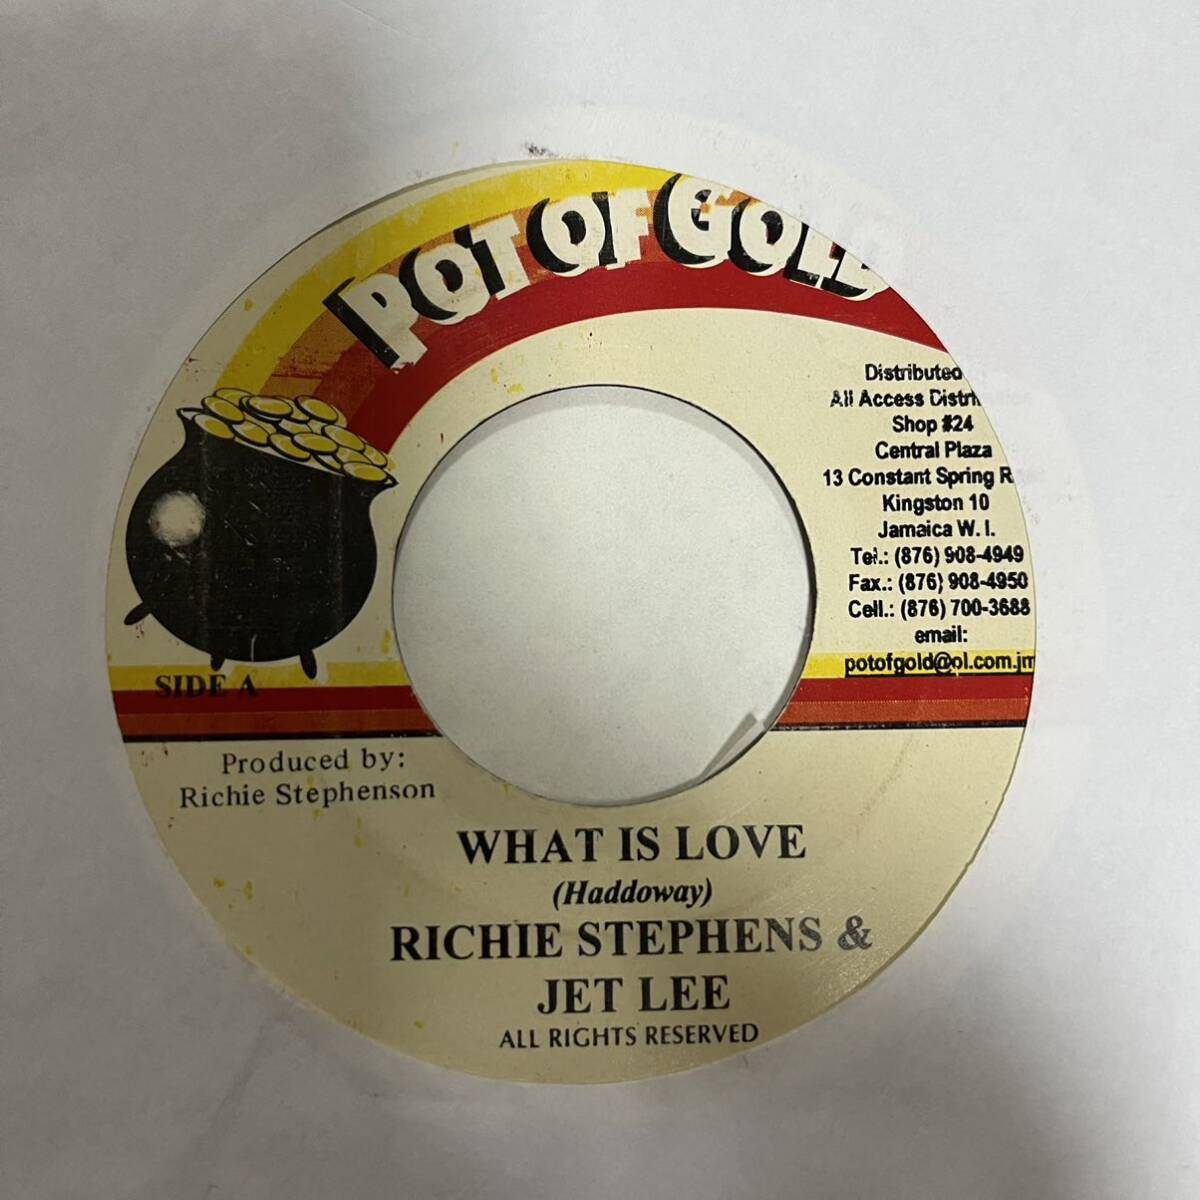 POT OF GOLD
Distributed
All Access
Shop #24
Central Plaza
13 Constant Spring
Kingston 10
Jamaica W. I.
Tel.: (876) 908-4949
Fax.: (876) 908-4950
Cell.: (876) 700-3688
email:
potofgold@ol.com.jm
SIDE A
Produced by:
Richie Stephenson
WHAT IS LOVE
(Haddoway)
RICHIE STEPHENS &
JET LEE
ALL RIGHTS RESERVED